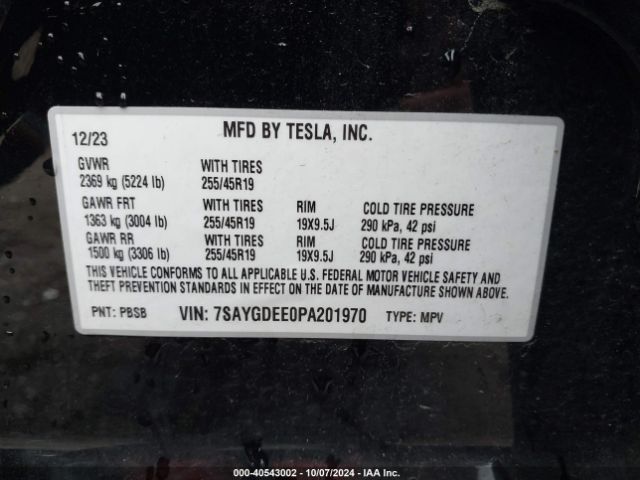 12/23 MFD BY TESLA, INC.
GVWR WITH TIRES
2369 kg (5224 lb) 255/45R19
GAWR FRT WITH TIRES RIM COLD TIRE PRESSURE
1363 kg (3004 lb) 255/45R19 19X9.5J 290 kPa, 42 psi
GAWR RR WITH TIRES RIM COLD TIRE PRESSURE
1500 kg (3306 lb) 255/45R19 19X9.5J 290 kPa, 42 psi
THIS VEHICLE CONFORMS TO ALL APPLICABLE U.S. FEDERAL MOTOR VEHICLE SAFETY AND
THEFT PREVENTION STANDARDS IN EFFECT ON THE DATE OF MANUFACTURE SHOWN ABOVE.
PNT: PBSB VIN: 7SAYGDEE0PA201970 TYPE: MPV
000-40543002 - 10/07/2024 - IAA Inc.